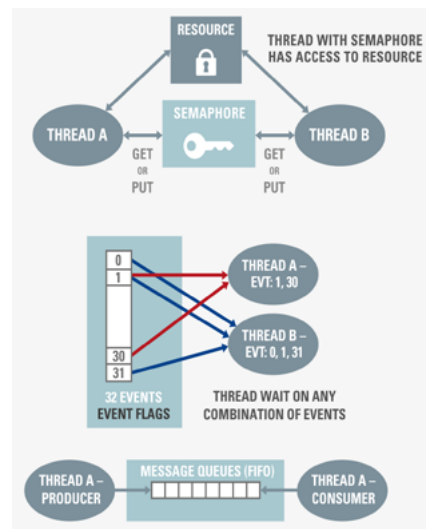 RESOURCE
THREAD WITH SEMAPHORE
HAS ACCESS TO RESOURCE
THREAD A
SEMAPHORE
THREAD B
GET
OR
PUT
GET
OR
PUT
0
1
30
31
32 EVENTS
EVENT FLAGS
THREAD A –
EVT: 1, 30
THREAD B –
EVT: 0, 1, 31
THREAD WAIT ON ANY
COMBINATION OF EVENTS
THREAD A –
PRODUCER
MESSAGE QUEUES (FIFO)
THREAD A –
CONSUMER